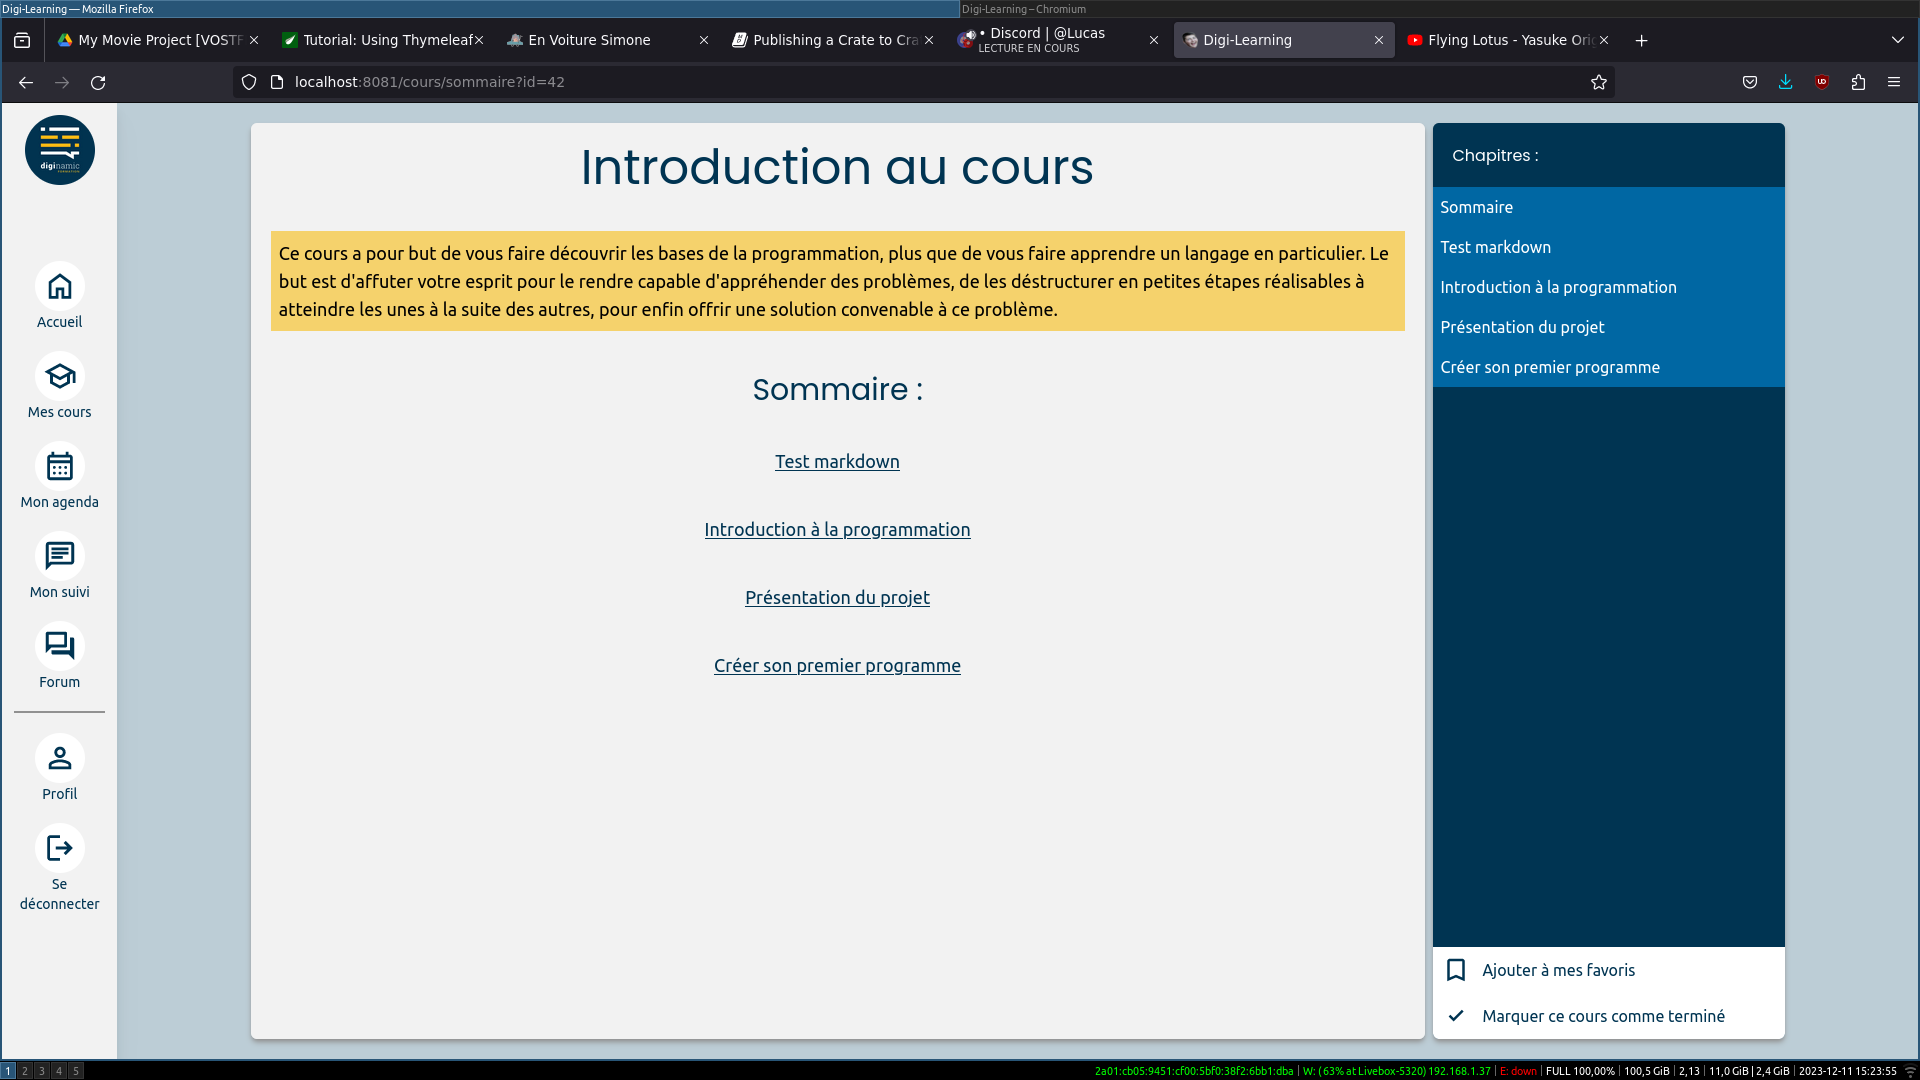 Digi-Learning — Mozilla Firefox
Digi-Learning – Chromium
My Movie Project [VOSTF
Tutorial: Using Thymeleaf
En Voiture Simone
Publishing a Crate to Cra
• Discord | @Lucas
LECTURE EN COURS
Digi-Learning
Flying Lotus - Yasuke Ori
localhost:8081/cours/sommaire?id=42
diginamic
FORMATION
Accueil
Mes cours
Mon agenda
Mon suivi
Forum
Profil
Se
déconnecter
Introduction au cours
Ce cours a pour but de vous faire découvrir les bases de la programmation, plus que de vous faire apprendre un langage en particulier. Le
but est d'affuter votre esprit pour le rendre capable d'appréhender des problèmes, de les déstructurer en petites étapes réalisables à
atteindre les unes à la suite des autres, pour enfin offrir une solution convenable à ce problème.
Sommaire :
Test markdown
Introduction à la programmation
Présentation du projet
Créer son premier programme
Chapitres :
Sommaire
Test markdown
Introduction à la programmation
Présentation du projet
Créer son premier programme
Ajouter à mes favoris
Marquer ce cours comme terminé
1 2 3 4 5
2a01:cb05:9451:cf00:5bf0:38f2:6bb1:dba | W: (63% at Livebox-5320) 192.168.1.37 | E: down | FULL 100,00% | 100,5 GiB | 2,13 | 11,0 GiB | 2,4 GiB | 2023-12-11 15:23:55